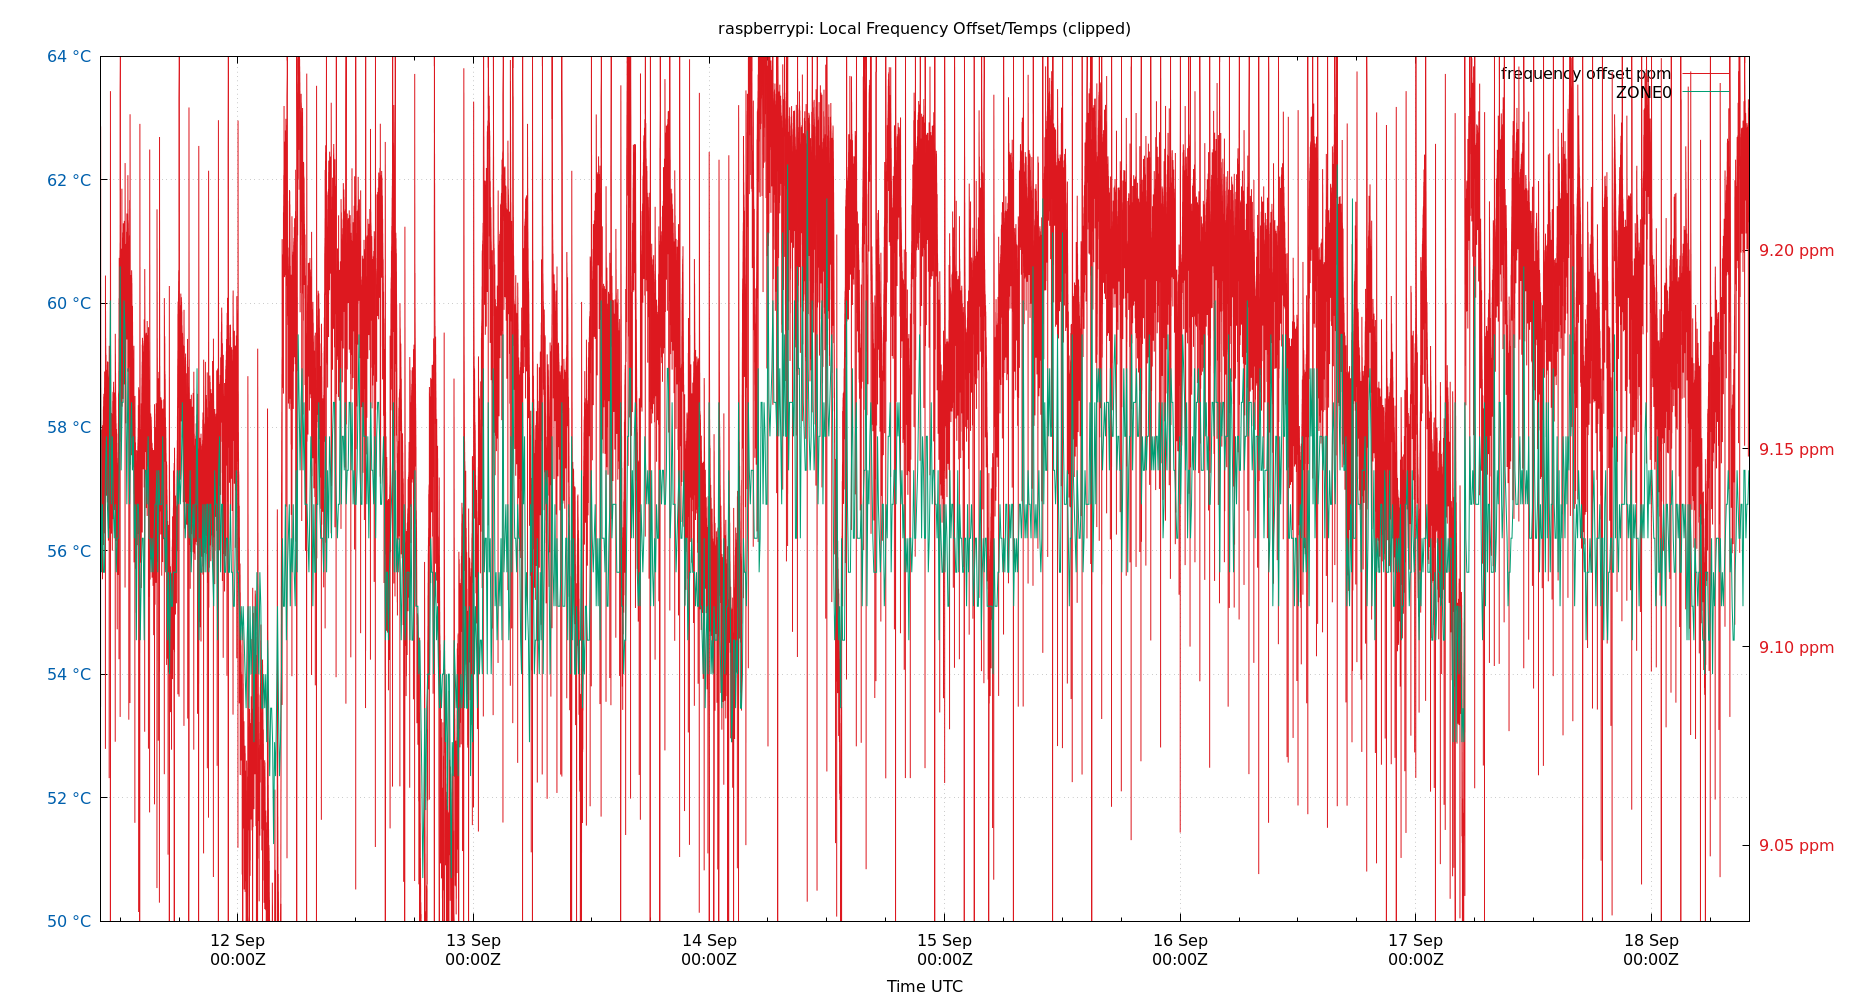 raspberrypi: Local Frequency Offset/Temps (clipped)
64 °C
62 °C
60 °C
58 °C
56 °C
54 °C
52 °C
50 °C
frequency offset ppm
ZONE0
9.20 ppm
9.15 ppm
9.10 ppm
9.05 ppm
12 Sep
00:00Z
13 Sep
00:00Z
14 Sep
00:00Z
15 Sep
00:00Z
16 Sep
00:00Z
17 Sep
00:00Z
18 Sep
00:00Z
Time UTC